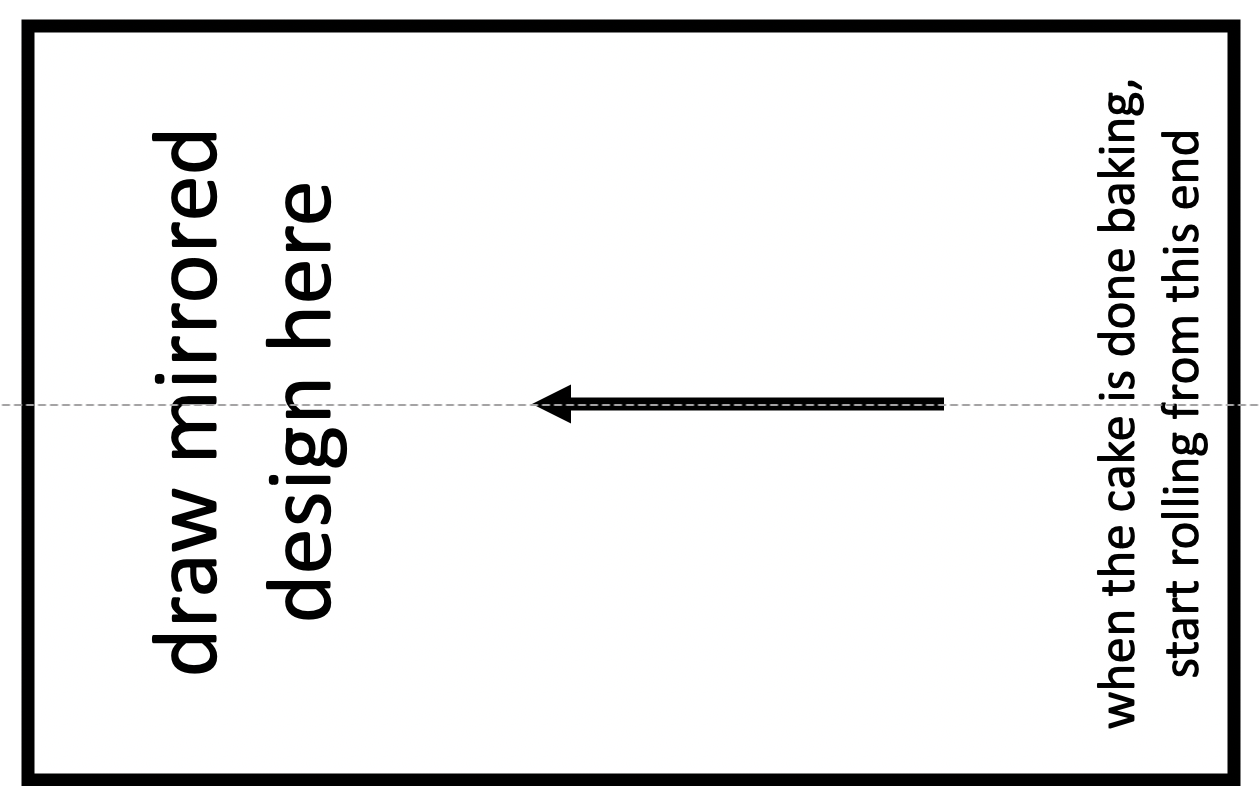 draw mirrored
design here
when the cake is done baking,
start rolling from this end